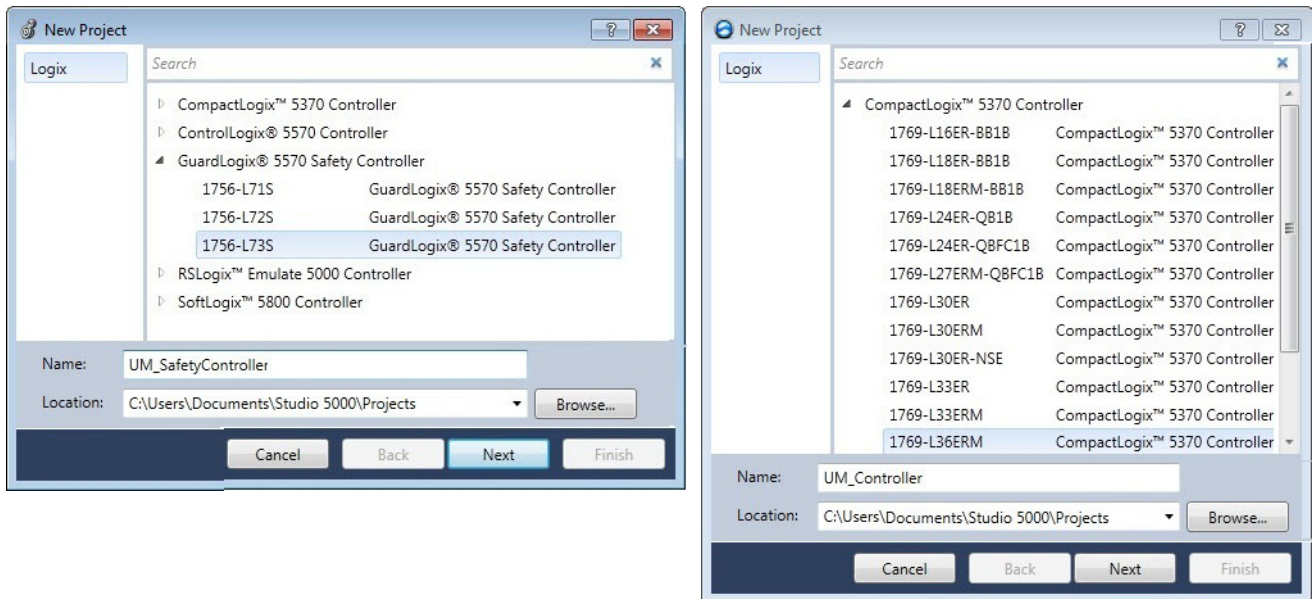 New Project
Logix
Search
CompactLogix™ 5370 Controller
ControlLogix® 5570 Controller
GuardLogix® 5570 Safety Controller
1756-L71S GuardLogix® 5570 Safety Controller
1756-L72S GuardLogix® 5570 Safety Controller
1756-L73S GuardLogix® 5570 Safety Controller
RSLogix™ Emulate 5000 Controller
SoftLogix™ 5800 Controller
Name: UM_SafetyController
Location: C:\Users\Documents\Studio 5000\Projects Browse...
Cancel Back Next Finish
New Project
Logix
Search
CompactLogix™ 5370 Controller
1769-L16ER-BB1B CompactLogix™ 5370 Controller
1769-L18ER-BB1B CompactLogix™ 5370 Controller
1769-L18ERM-BB1B CompactLogix™ 5370 Controller
1769-L24ER-QB1B CompactLogix™ 5370 Controller
1769-L24ER-QBFC1B CompactLogix™ 5370 Controller
1769-L27ERM-QBFC1B CompactLogix™ 5370 Controller
1769-L30ER CompactLogix™ 5370 Controller
1769-L30ERM CompactLogix™ 5370 Controller
1769-L30ER-NSE CompactLogix™ 5370 Controller
1769-L33ER CompactLogix™ 5370 Controller
1769-L33ERM CompactLogix™ 5370 Controller
1769-L36ERM CompactLogix™ 5370 Controller
Name: UM_Controller
Location: C:\Users\Documents\Studio 5000\Projects Browse...
Cancel Back Next Finish